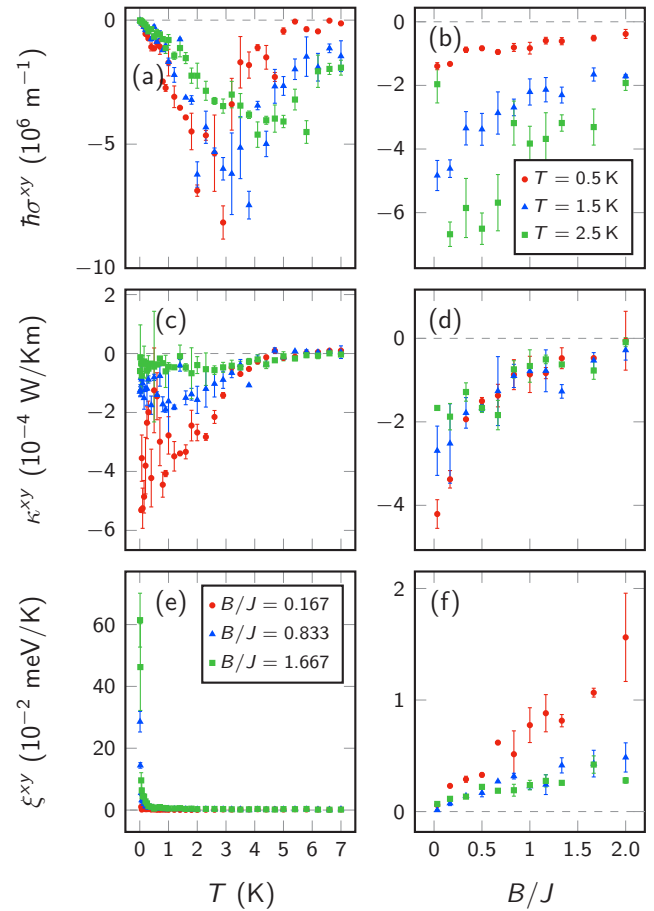 0
−5
−10
ħσ^{xy} (10^6 m^{−1})
(a)
0
−2
−4
−6
(b)
T = 0.5 K
T = 1.5 K
T = 2.5 K
2
0
−2
−4
−6
κ^{xy} (10^{−4} W/Km)
(c)
0
−2
−4
(d)
60
40
20
0
ξ^{xy} (10^{−2} meV/K)
(e)
B/J = 0.167
B/J = 0.833
B/J = 1.667
0 1 2 3 4 5 6 7
T (K)
2
1
0
(f)
0 0.5 1 1.5 2.0
B/J